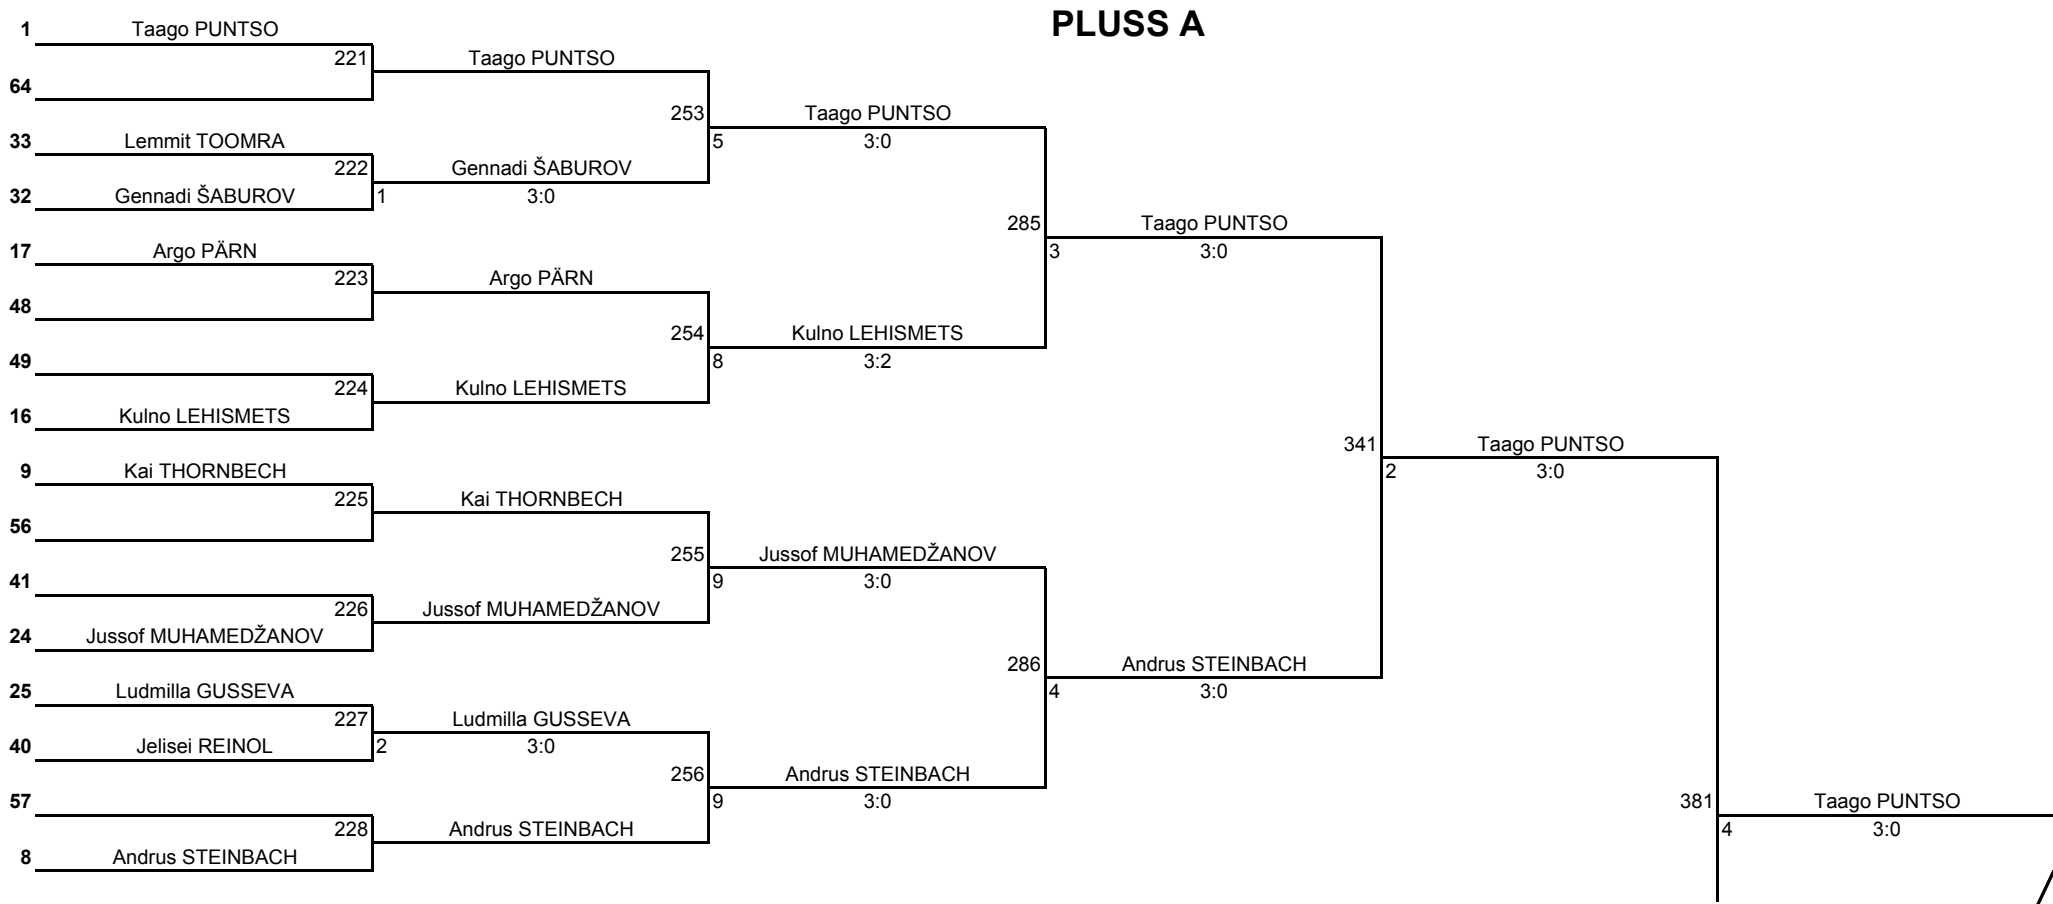 PLUSS A
1 Taago PUNTSO
221 Taago PUNTSO
64
253 Taago PUNTSO
33 Lemmit TOOMRA
5 3:0
222 Gennadi ŠABUROV
32 Gennadi ŠABUROV 1 3:0
285 Taago PUNTSO
17 Argo PÄRN
3 3:0
223 Argo PÄRN
48
254 Kulno LEHISMETS
49
8 3:2
224 Kulno LEHISMETS
16 Kulno LEHISMETS
341 Taago PUNTSO
9 Kai THORNBECH
2 3:0
225 Kai THORNBECH
56
255 Jussof MUHAMEDŽANOV
41
9 3:0
226 Jussof MUHAMEDŽANOV
24 Jussof MUHAMEDŽANOV
286 Andrus STEINBACH
25 Ludmilla GUSSEVA
4 3:0
227 Ludmilla GUSSEVA
40 Jelisei REINOL 2 3:0
256 Andrus STEINBACH
57
9 3:0
381 Taago PUNTSO
228 Andrus STEINBACH
4 3:0
8 Andrus STEINBACH